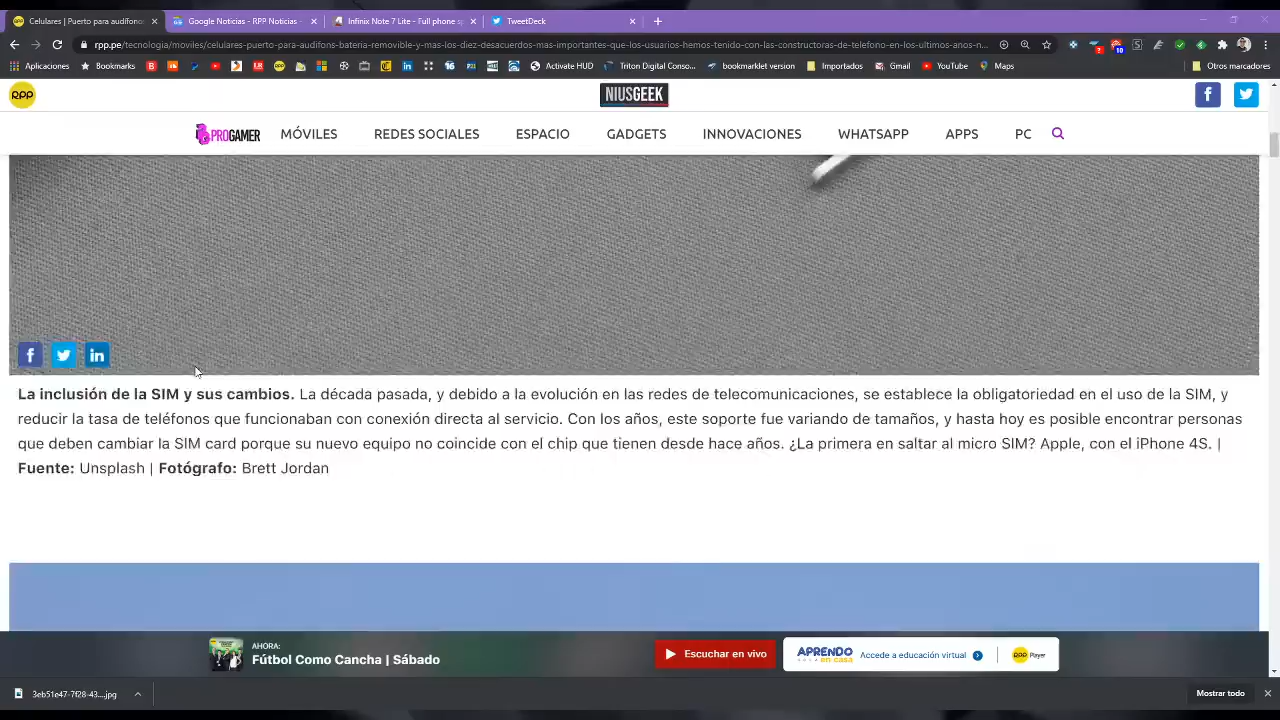 Celulares | Puerto para audífono
Google Noticias - RPP Noticias -
Infinix Note 7 Lite - Full phone sp
TweetDeck
rpp.pe/tecnologia/moviles/celulares-puerto-para-audifons-bateria-removible-y-mas-los-diez-desacuerdos-mas-importantes-que-los-usuarios-hemos-tenido-con-las-constructoras-de-telefono-en-los-ultimos-anos-n...
Aplicaciones
Bookmarks
Activate HUD
Triton Digital Conso...
bookmarklet version
Importados
Gmail
YouTube
Maps
Otros marcadores
RPP
NIUSGEEK
PROGAMER
MÓVILES
REDES SOCIALES
ESPACIO
GADGETS
INNOVACIONES
WHATSAPP
APPS
PC
La inclusión de la SIM y sus cambios. La década pasada, y debido a la evolución en las redes de telecomunicaciones, se establece la obligatoriedad en el uso de la SIM, y
reducir la tasa de teléfonos que funcionaban con conexión directa al servicio. Con los años, este soporte fue variando de tamaños, y hasta hoy es posible encontrar personas
que deben cambiar la SIM card porque su nuevo equipo no coincide con el chip que tienen desde hace años. ¿La primera en saltar al micro SIM? Apple, con el iPhone 4S. |
Fuente: Unsplash | Fotógrafo: Brett Jordan
AHORA:
Fútbol Como Cancha | Sábado
Escuchar en vivo
APRENDO
en casa
Accede a educación virtual
RPP Player
3eb51e47-7f28-43....jpg
Mostrar todo